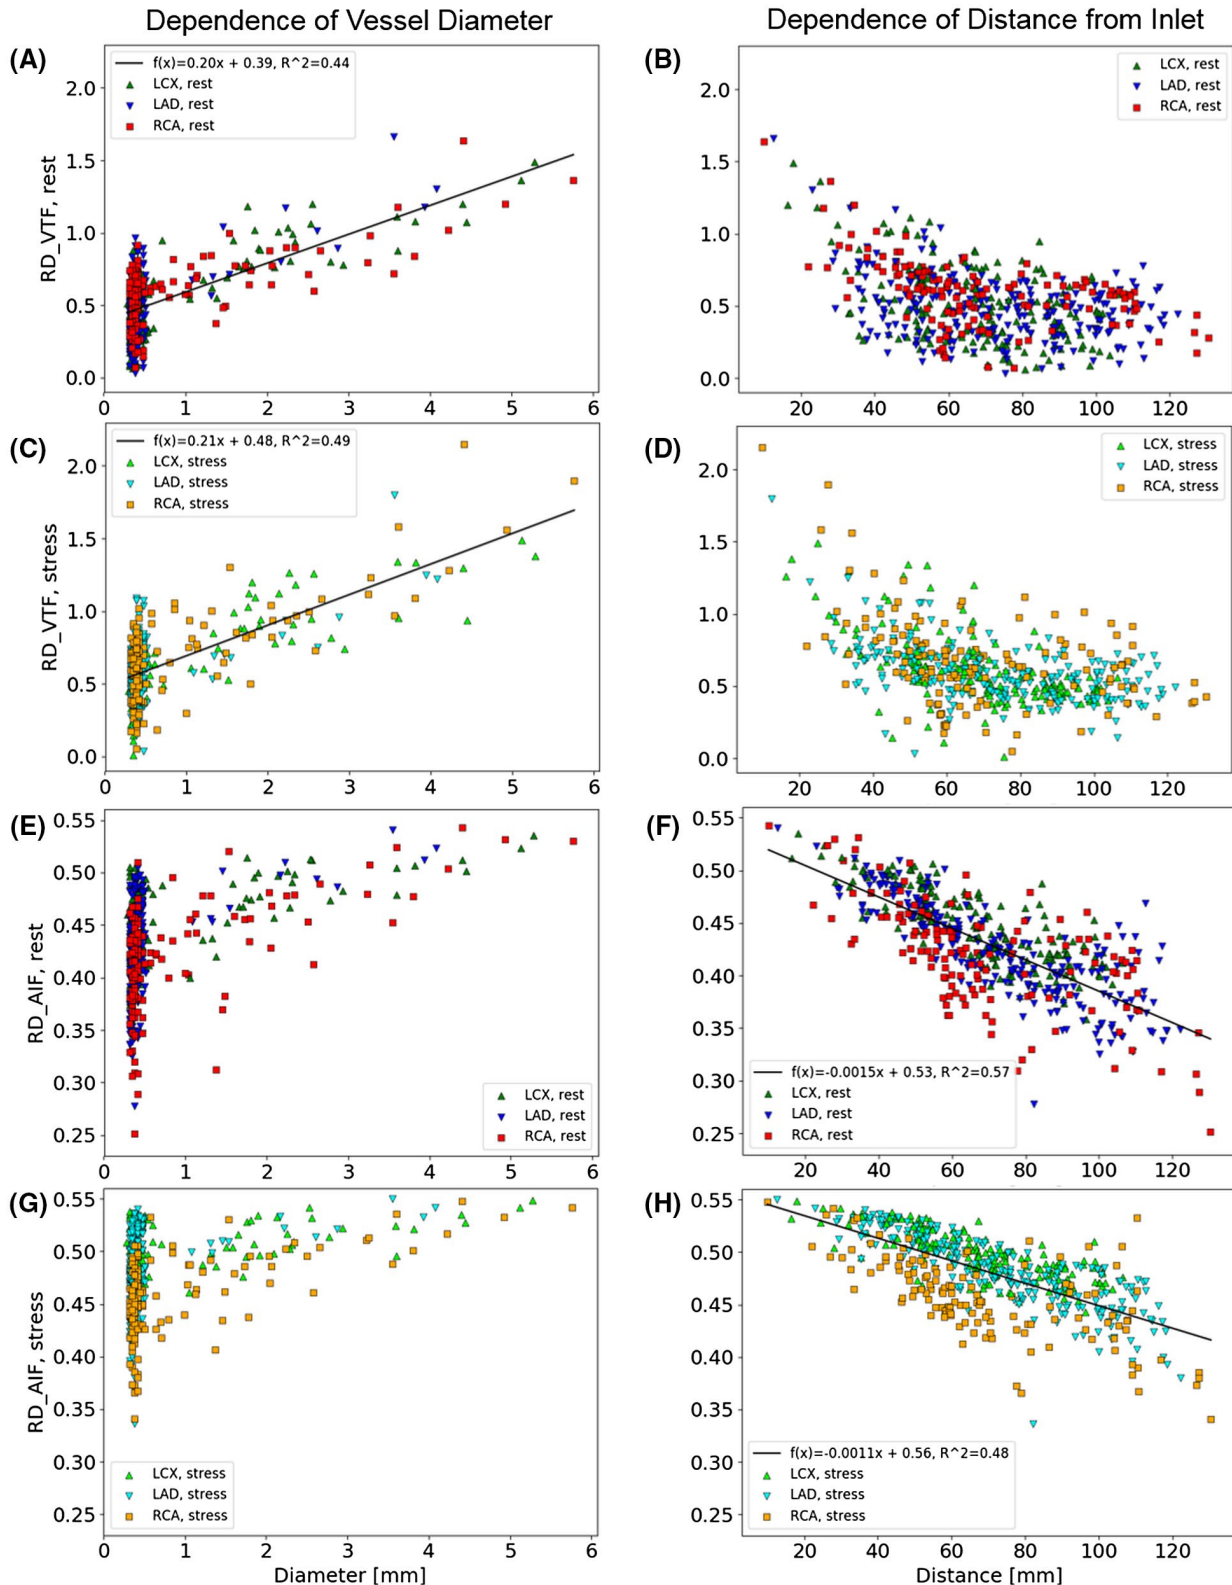 Dependence of Vessel Diameter
Dependence of Distance from Inlet
(A)
RD_VTF, rest
f(x)=0.20x + 0.39, R^2=0.44
LCX, rest
LAD, rest
RCA, rest
2.0
1.5
1.0
0.5
0.0
0 1 2 3 4 5 6
(B)
LCX, rest
LAD, rest
RCA, rest
2.0
1.5
1.0
0.5
0.0
20 40 60 80 100 120
(C)
RD_VTF, stress
f(x)=0.21x + 0.48, R^2=0.49
LCX, stress
LAD, stress
RCA, stress
2.0
1.5
1.0
0.5
0.0
0 1 2 3 4 5 6
(D)
LCX, stress
LAD, stress
RCA, stress
2.0
1.5
1.0
0.5
0.0
20 40 60 80 100 120
(E)
RD_AIF, rest
0.55
0.50
0.45
0.40
0.35
0.30
0.25
LCX, rest
LAD, rest
RCA, rest
0 1 2 3 4 5 6
(F)
0.55
0.50
0.45
0.40
0.35
0.30
0.25
f(x)=-0.0015x + 0.53, R^2=0.57
LCX, rest
LAD, rest
RCA, rest
20 40 60 80 100 120
(G)
RD_AIF, stress
0.55
0.50
0.45
0.40
0.35
0.30
0.25
LCX, stress
LAD, stress
RCA, stress
0 1 2 3 4 5 6
Diameter [mm]
(H)
0.55
0.50
0.45
0.40
0.35
0.30
0.25
f(x)=-0.0011x + 0.56, R^2=0.48
LCX, stress
LAD, stress
RCA, stress
20 40 60 80 100 120
Distance [mm]